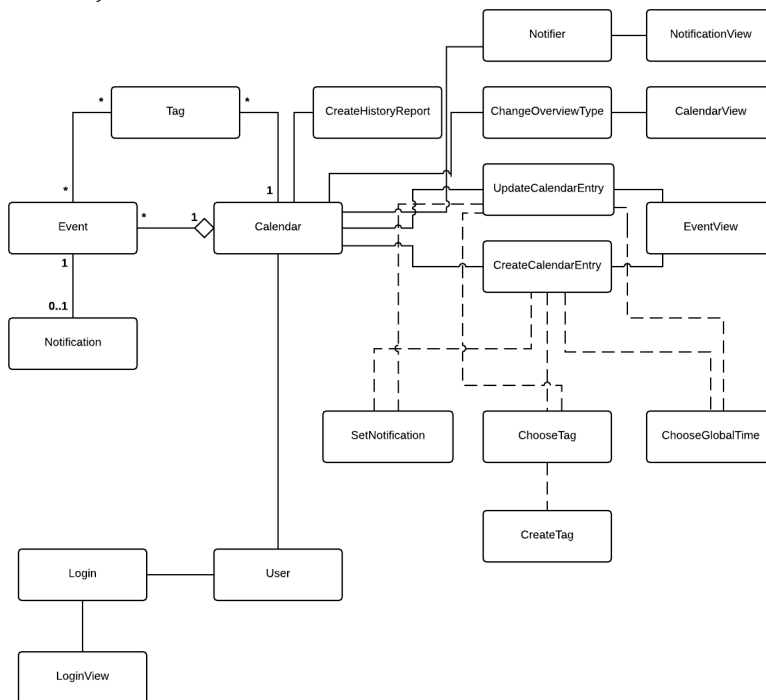 Notifier
NotificationView
* Tag *
CreateHistoryReport
ChangeOverviewType
CalendarView
UpdateCalendarEntry
* 1
Event
* 1
Calendar
EventView
CreateCalendarEntry
1
0..1
Notification
SetNotification
ChooseTag
ChooseGlobalTime
CreateTag
Login
User
LoginView